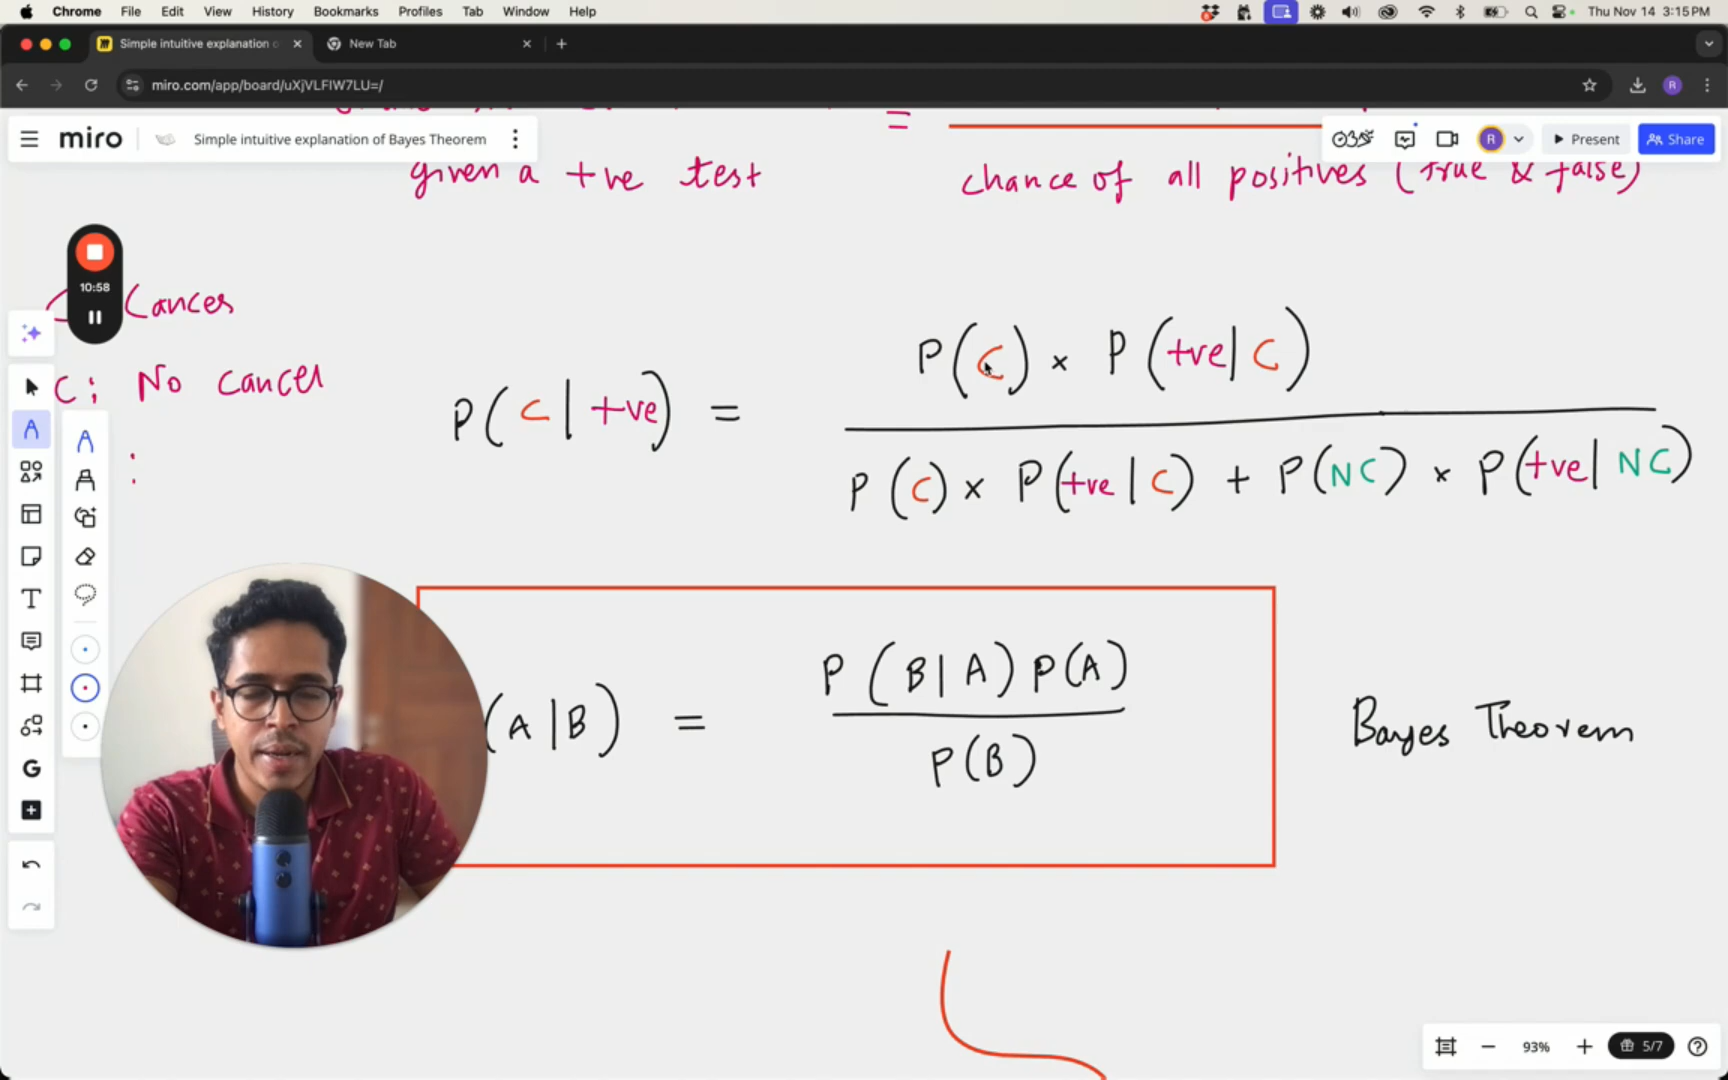 Chrome File Edit View History Bookmarks Profiles Tab Window Help Thu Nov 14 3:15 PM
Simple intuitive explanation o New Tab
miro.com/app/board/uXjVLFIW7LU=/
miro Simple intuitive explanation of Bayes Theorem R Present Share
=
given a +ve test chance of all positives (true & false)
10:58
Cancer
C: No cancer
:
P(C) × P(+ve|C)
P(C|+ve) =
P(C) × P(+ve|C) + P(NC) × P(+ve|NC)
P(B|A)P(A)
(A|B) =
P(B)
Bayes Theorem
93% 5/7